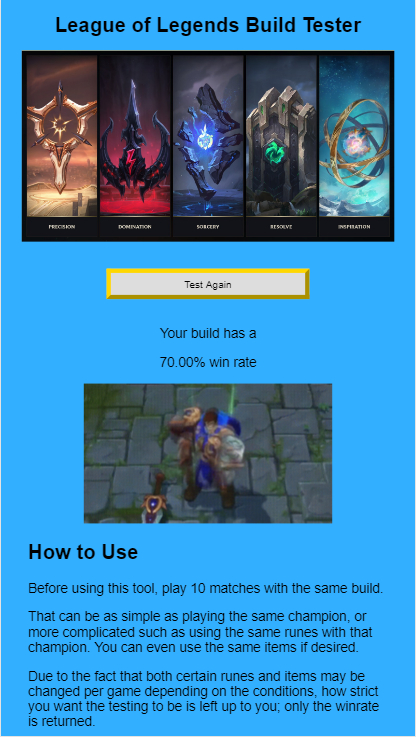 League of Legends Build Tester
PRECISION
DOMINATION
SORCERY
RESOLVE
INSPIRATION
Test Again
Your build has a
70.00% win rate
How to Use
Before using this tool, play 10 matches with the same build.
That can be as simple as playing the same champion, or
more complicated such as using the same runes with that
champion. You can even use the same items if desired.
Due to the fact that both certain runes and items may be
changed per game depending on the conditions, how strict
you want the testing to be is left up to you; only the winrate
is returned.